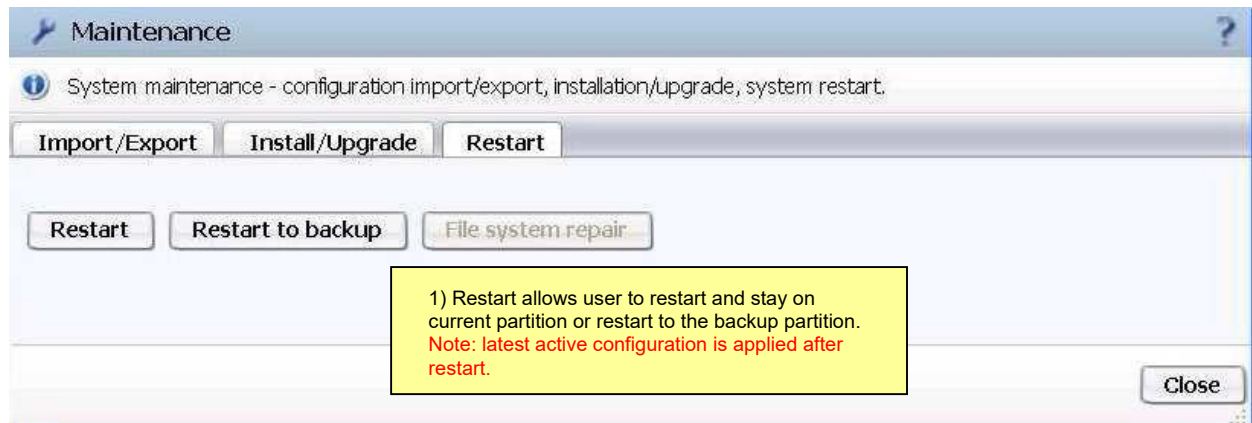 Maintenance
?
System maintenance - configuration import/export, installation/upgrade, system restart.
Import/Export Install/Upgrade Restart
Restart Restart to backup File system repair
1) Restart allows user to restart and stay on
current partition or restart to the backup partition.
Note: latest active configuration is applied after
restart.
Close